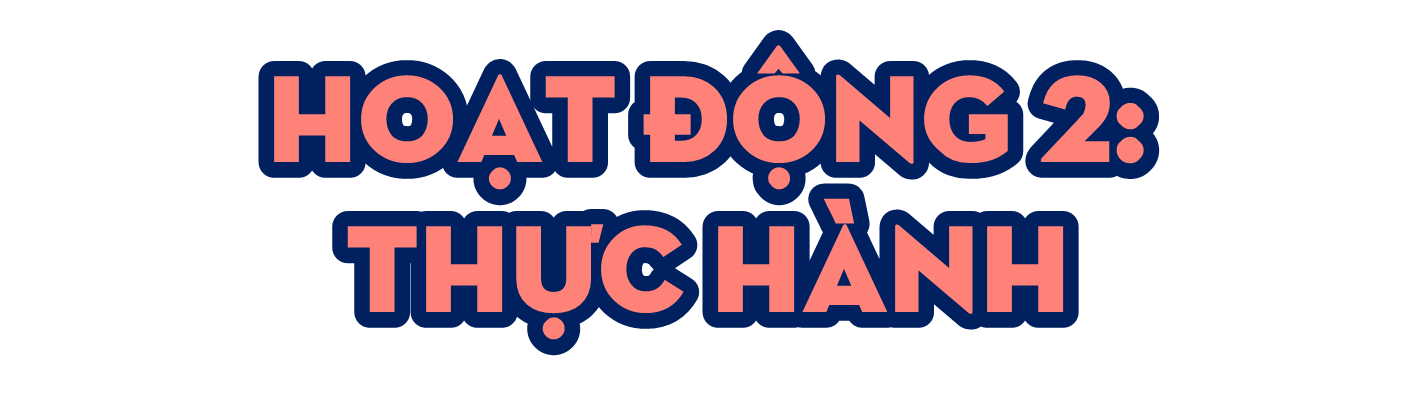 HOẠT ĐỘNG 2:
THỰC HÀNH